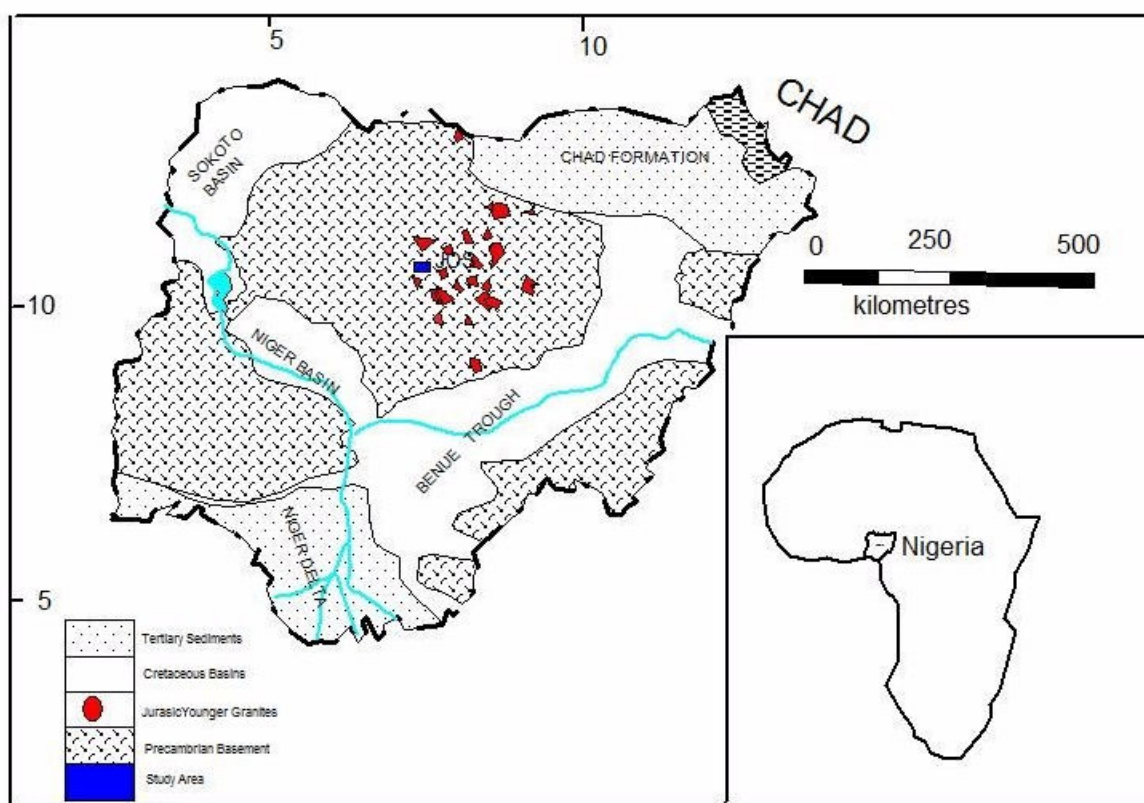 5
10
CHAD
SOKOTO
BASIN
CHAD FORMATION
JOS
0
250
500
kilometres
10
NIGER BASIN
BENUE TROUGH
NIGER DELTA
Nigeria
5
Tertiary Sediments
Cretaceous Basins
JurasicYounger Granites
Precambrian Basement
Study Area